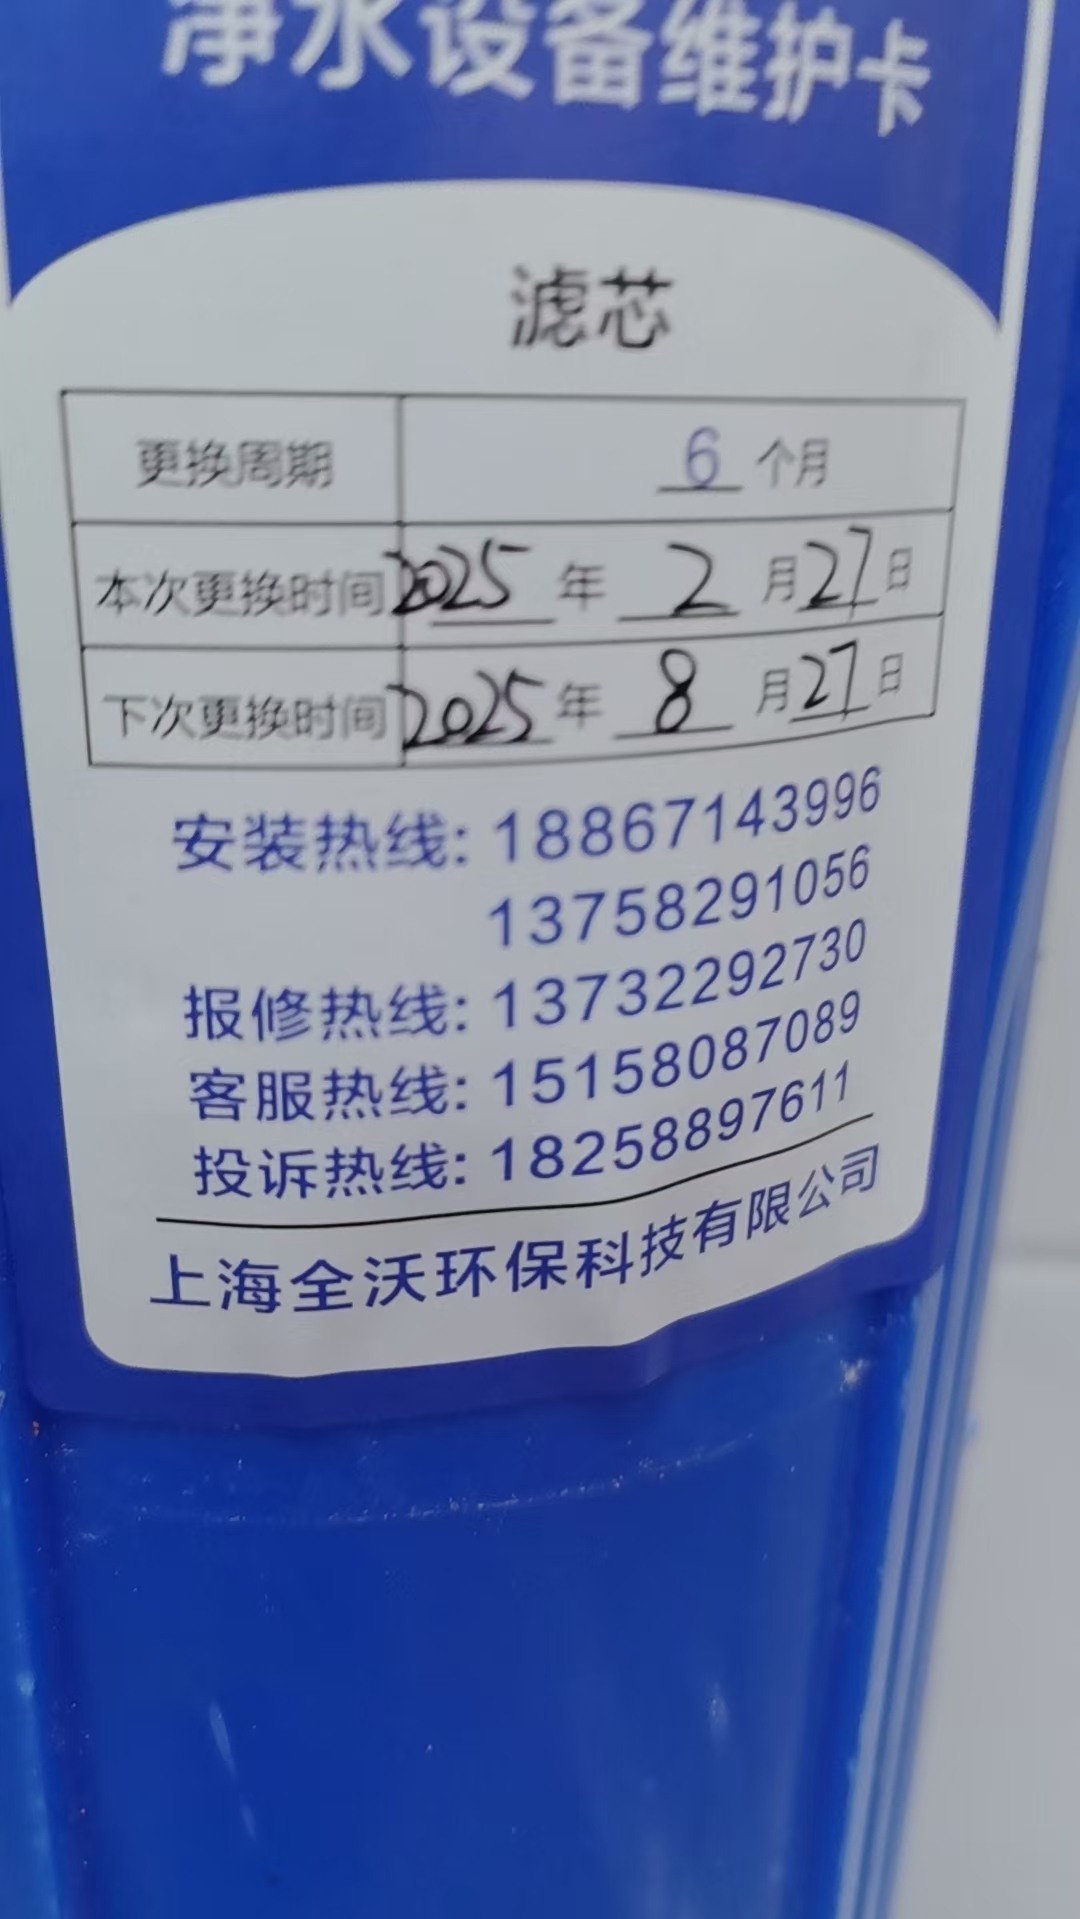 净水设备维护卡
滤芯
更换周期 6 个月
本次更换时间 2025 年 2 月 27 日
下次更换时间 2025 年 8 月 27 日
安装热线: 18867143996
13758291056
报修热线: 13732292730
客服热线: 15158087089
投诉热线: 18258897611
上海全沃环保科技有限公司